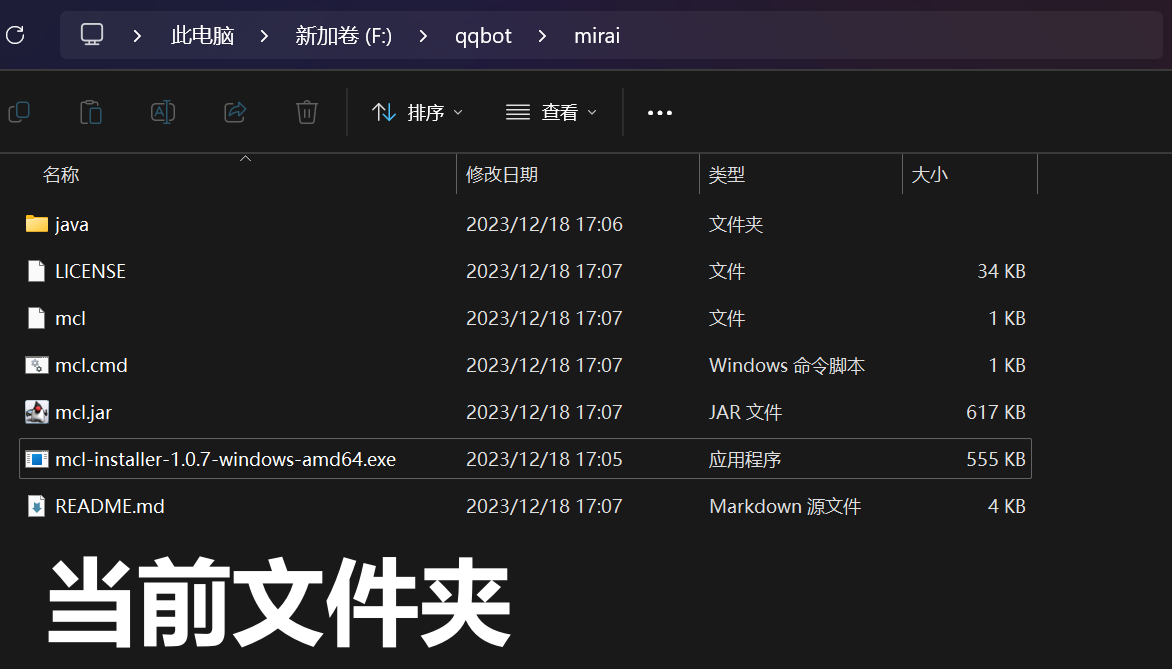 此电脑 新加卷 (F:) qqbot mirai
排序 查看
名称 修改日期 类型 大小
java 2023/12/18 17:06 文件夹
LICENSE 2023/12/18 17:07 文件 34 KB
mcl 2023/12/18 17:07 文件 1 KB
mcl.cmd 2023/12/18 17:07 Windows 命令脚本 1 KB
mcl.jar 2023/12/18 17:07 JAR 文件 617 KB
mcl-installer-1.0.7-windows-amd64.exe 2023/12/18 17:05 应用程序 555 KB
README.md 2023/12/18 17:07 Markdown 源文件 4 KB
当前文件夹